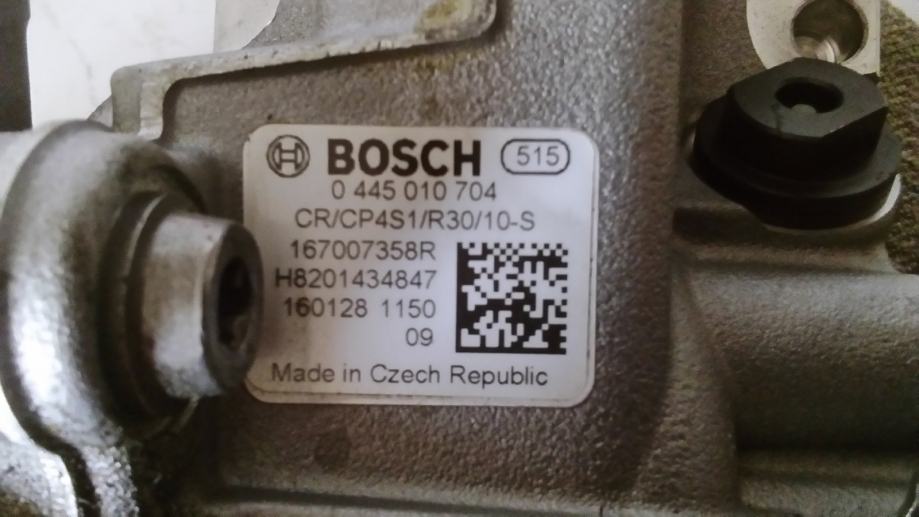 BOSCH 515
0 445 010 704
CR/CP4S1/R30/10-S
167007358R
H8201434847
160128 1150
09
Made in Czech Republic